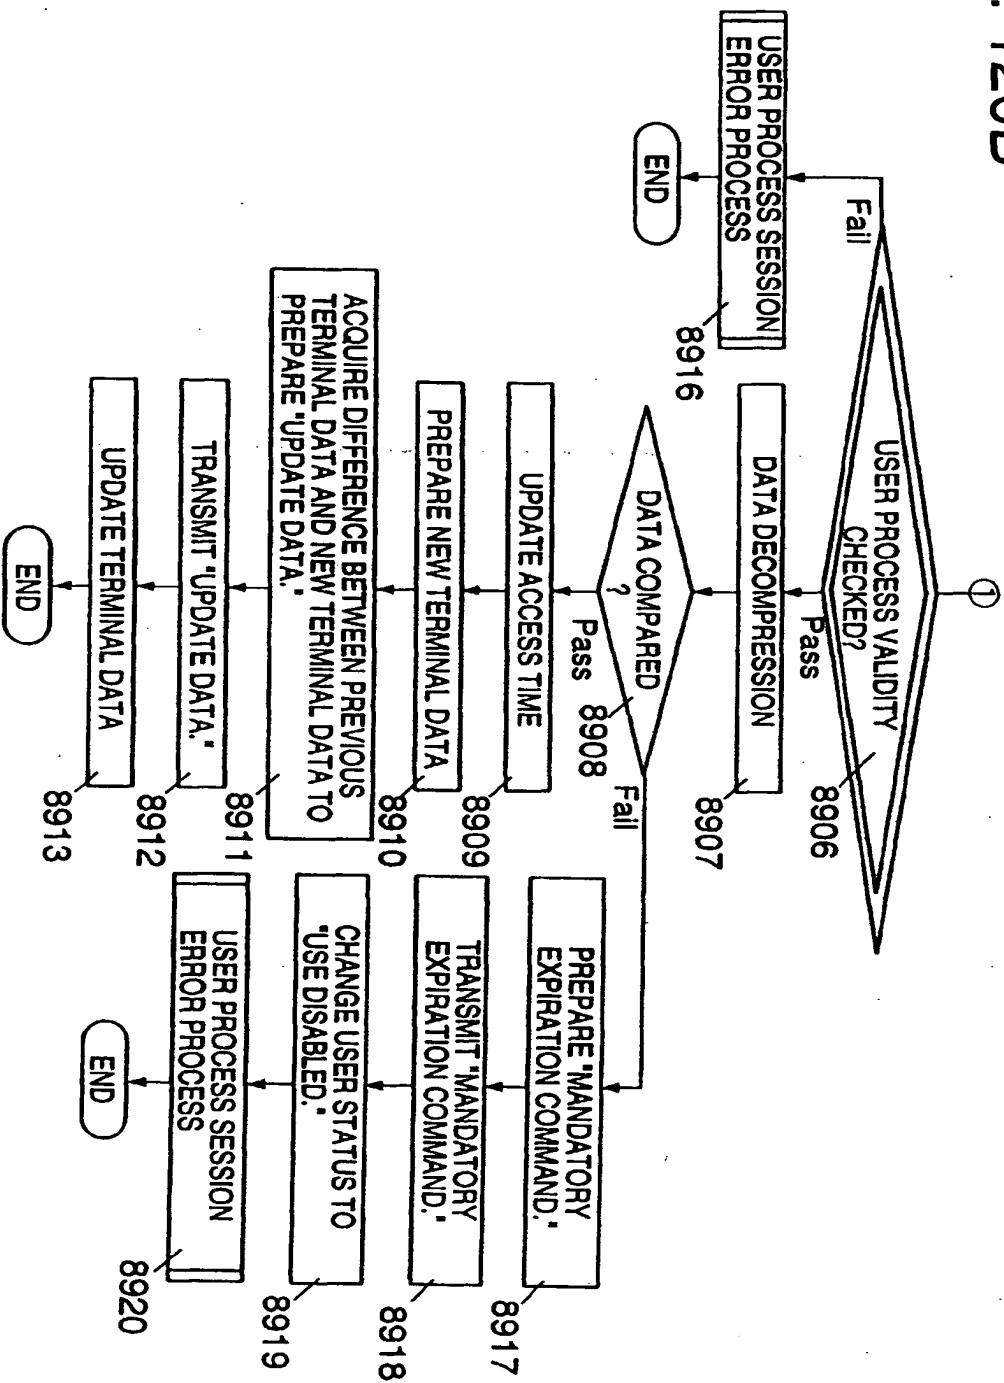 ①
USER PROCESS VALIDITY
CHECKED?
8906
Fail
Pass
USER PROCESS SESSION
ERROR PROCESS
8916
END
DATA DECOMPRESSION
8907
DATA COMPARED
?
8908
Pass
Fail
UPDATE ACCESS TIME
8909
PREPARE NEW TERMINAL DATA
8910
ACQUIRE DIFFERENCE BETWEEN PREVIOUS
TERMINAL DATA AND NEW TERMINAL DATA TO
PREPARE "UPDATE DATA."
8911
TRANSMIT "UPDATE DATA."
8912
UPDATE TERMINAL DATA
8913
END
PREPARE "MANDATORY
EXPIRATION COMMAND."
8917
TRANSMIT "MANDATORY
EXPIRATION COMMAND."
8918
CHANGE USER STATUS TO
"USE DISABLED."
8919
USER PROCESS SESSION
ERROR PROCESS
8920
END